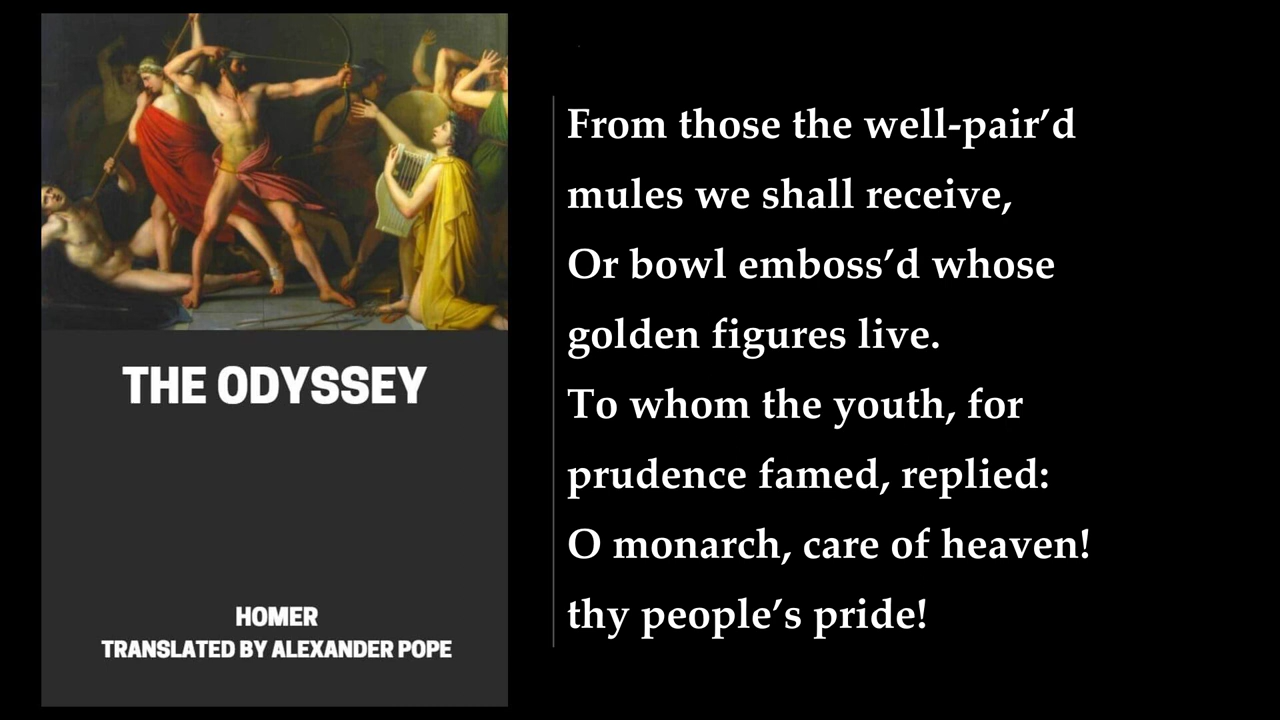 THE ODYSSEY
HOMER
TRANSLATED BY ALEXANDER POPE
From those the well-pair’d
mules we shall receive,
Or bowl emboss’d whose
golden figures live.
To whom the youth, for
prudence famed, replied:
O monarch, care of heaven!
thy people’s pride!